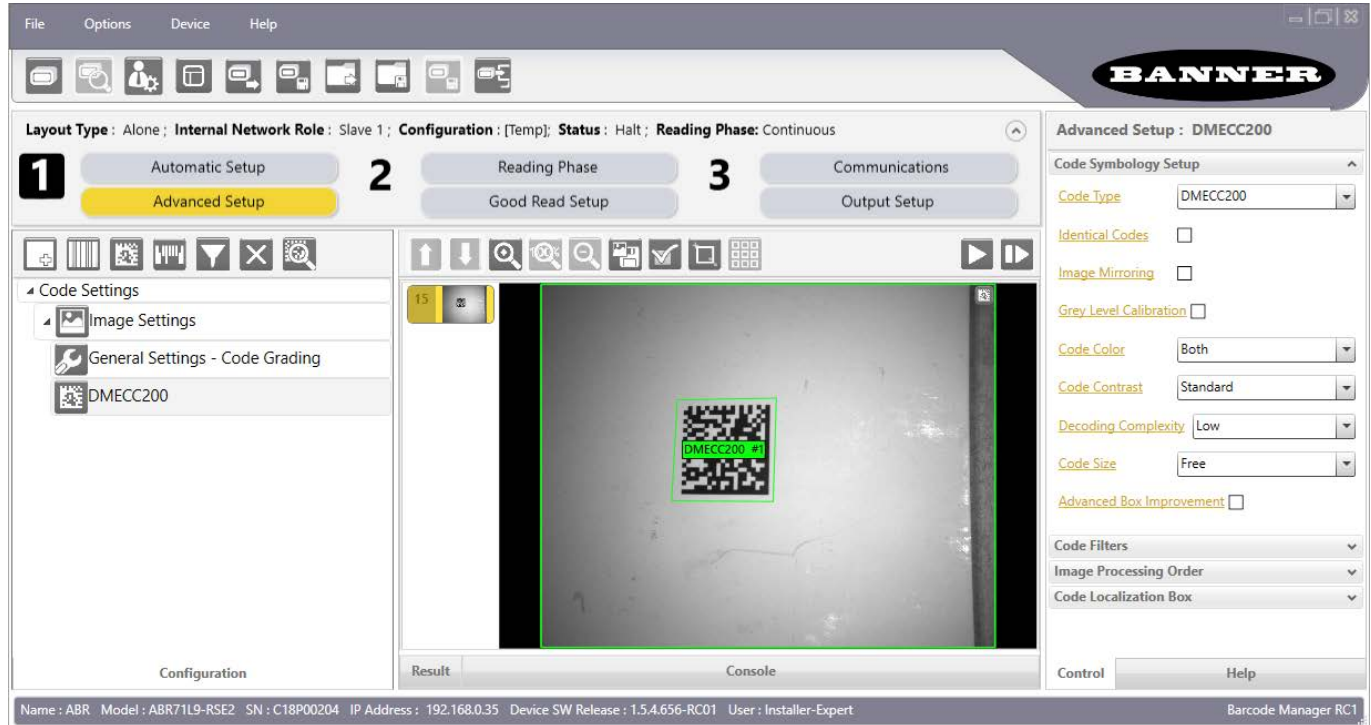 File Options Device Help
BANNER
Layout Type : Alone ; Internal Network Role : Slave 1 ; Configuration : [Temp]; Status : Halt ; Reading Phase: Continuous
1 Automatic Setup 2 Reading Phase 3 Communications
Advanced Setup Good Read Setup Output Setup
Code Settings
Image Settings
General Settings - Code Grading
DMECC200
15
DMECC200 #1
Configuration
Result Console
Advanced Setup : DMECC200
Code Symbology Setup
Code Type DMECC200
Identical Codes
Image Mirroring
Grey Level Calibration
Code Color Both
Code Contrast Standard
Decoding Complexity Low
Code Size Free
Advanced Box Improvement
Code Filters
Image Processing Order
Code Localization Box
Control Help
Name : ABR Model : ABR71L9-RSE2 SN : C18P00204 IP Address : 192.168.0.35 Device SW Release : 1.5.4.656-RC01 User : Installer-Expert Barcode Manager RC1